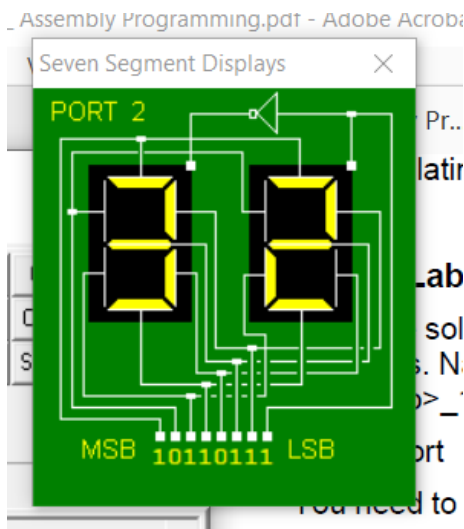 _ Assembly Programming.pdf - Adobe Acroba
Seven Segment Displays
PORT 2
Pr...
latin
32
Lab
sol
s. Na
o>_
ort
MSB 10110111 LSB
You need to